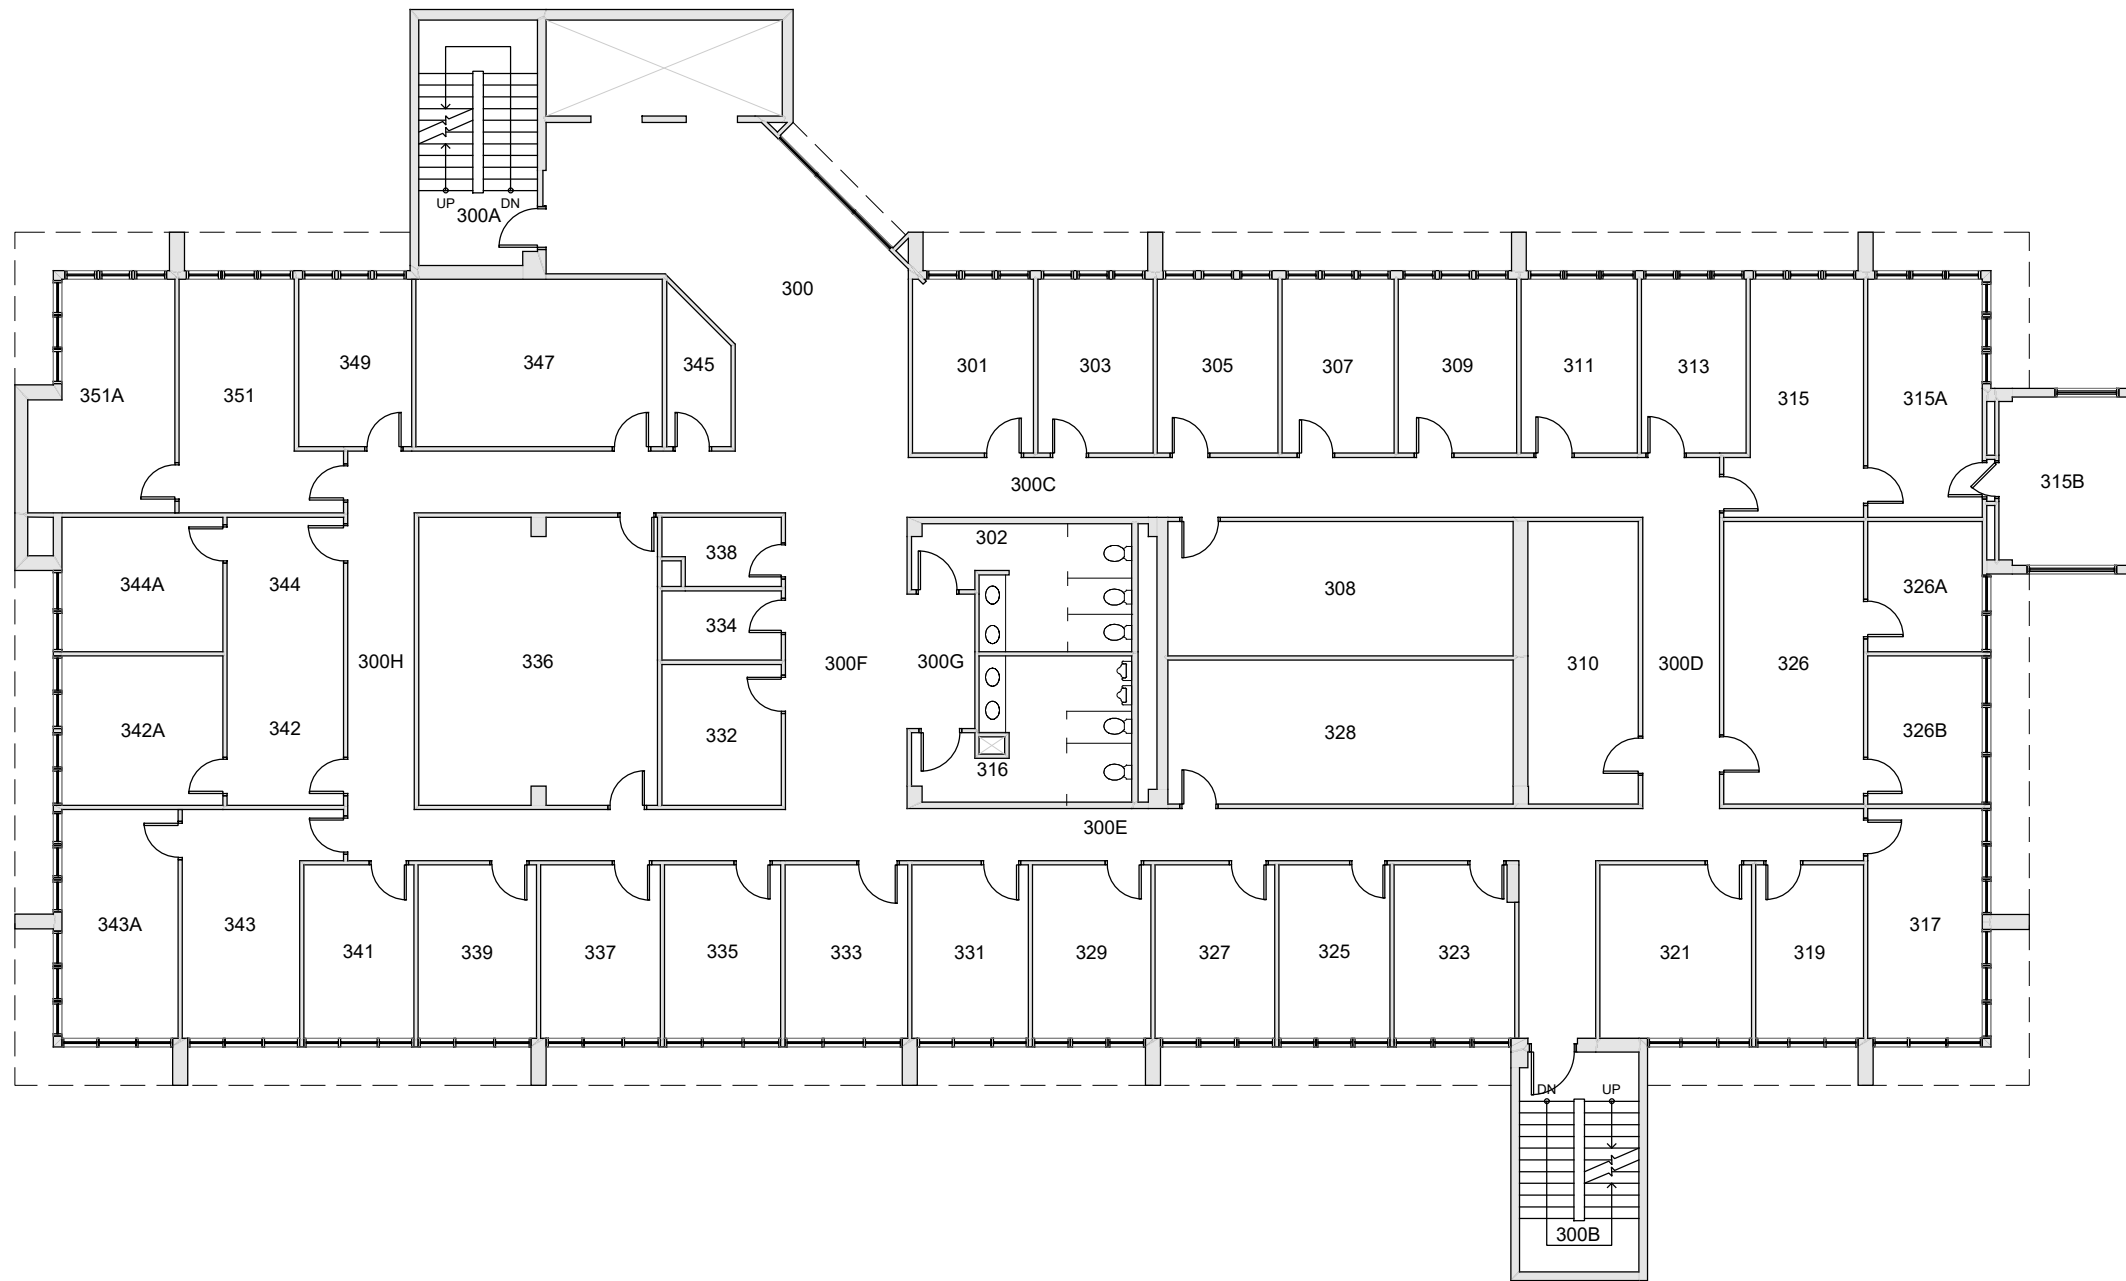 UP DN
300A
300
349 347 345
301 303 305 307 309 311 313
351A 351 315 315A
300C 315B
302
338
344A 344 308 326A
334
300H 336 300F 300G 310 300D 326
342A 342 332 328 326B
316
300E
343A 343 317
341 339 337 335 333 331 329 327 325 323 321 319
DN UP
300B